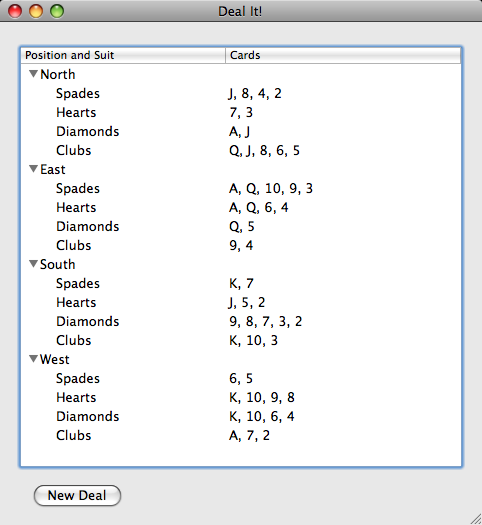 Deal It!
Position and Suit Cards
North
Spades J, 8, 4, 2
Hearts 7, 3
Diamonds A, J
Clubs Q, J, 8, 6, 5
East
Spades A, Q, 10, 9, 3
Hearts A, Q, 6, 4
Diamonds Q, 5
Clubs 9, 4
South
Spades K, 7
Hearts J, 5, 2
Diamonds 9, 8, 7, 3, 2
Clubs K, 10, 3
West
Spades 6, 5
Hearts K, 10, 9, 8
Diamonds K, 10, 6, 4
Clubs A, 7, 2
New Deal